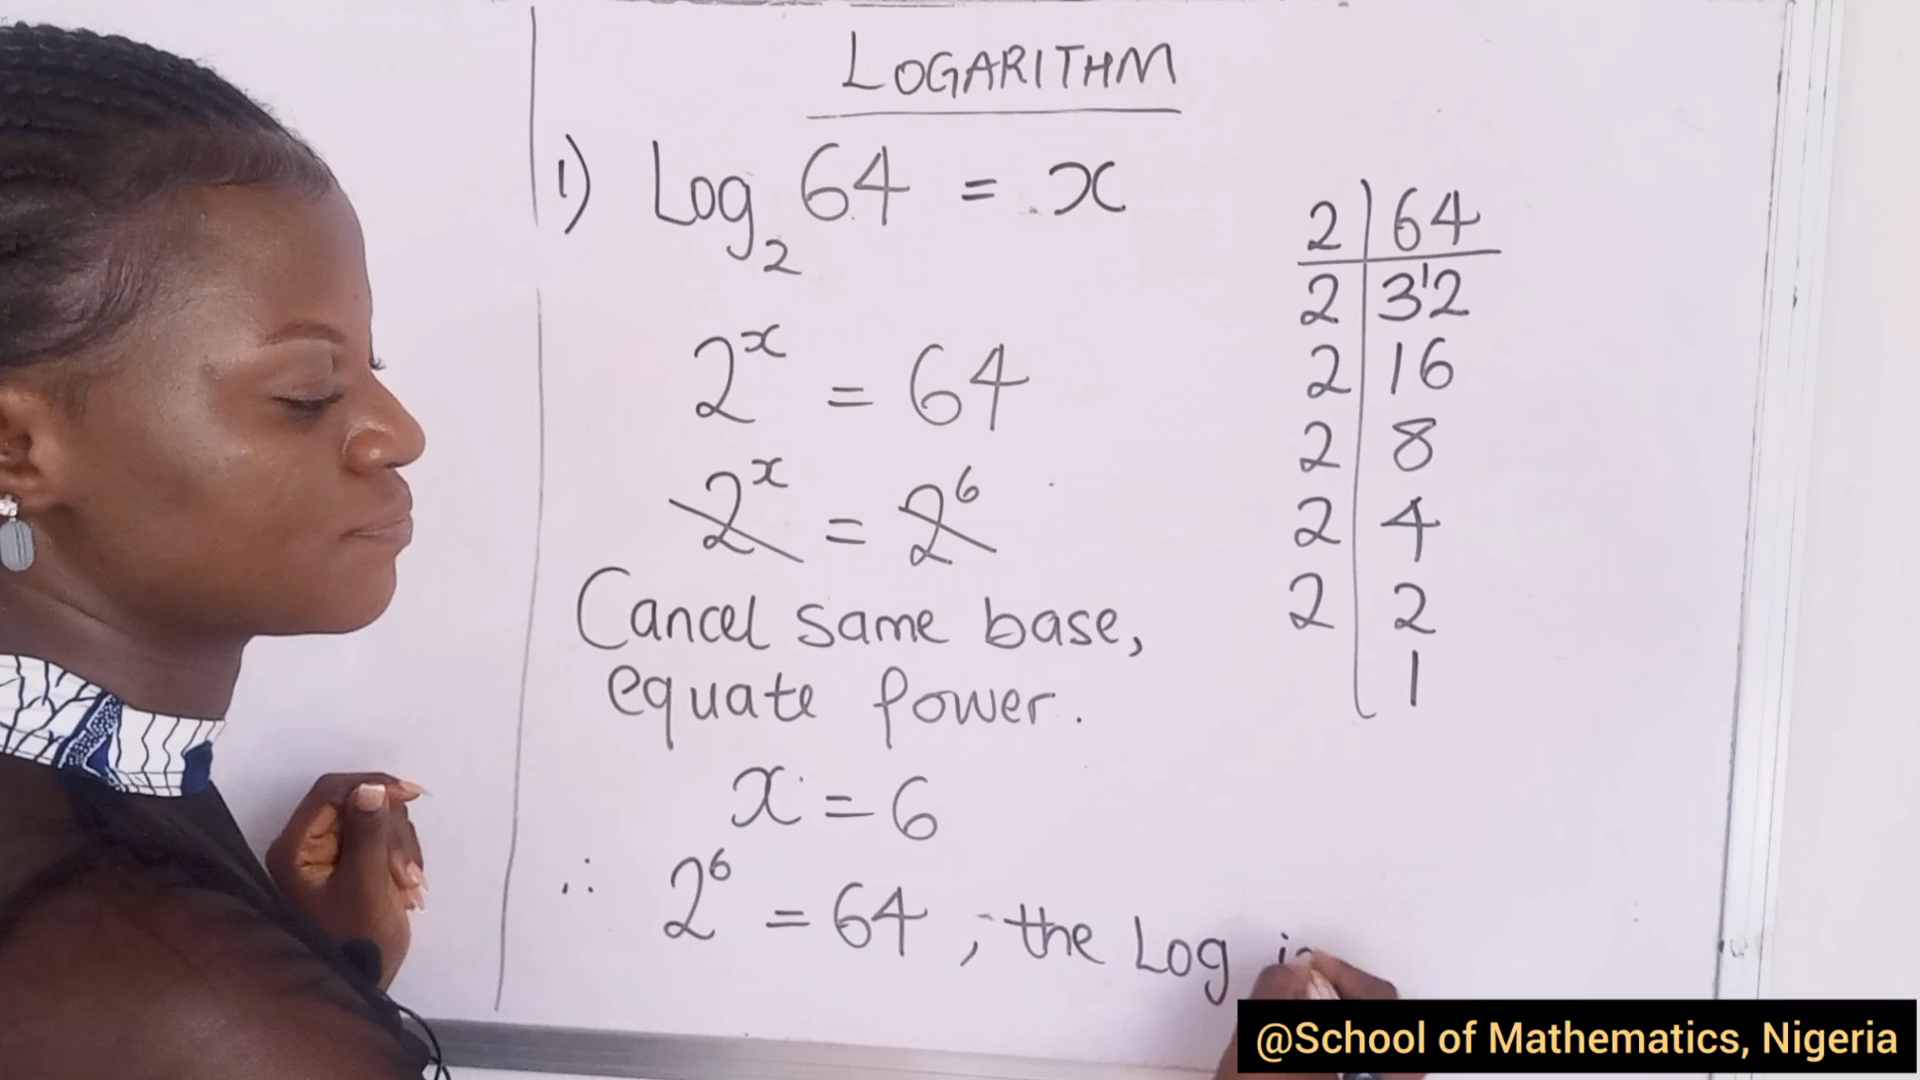 LOGARITHM
1) Log₂ 64 = x
2ˣ = 64
2ˣ = 2⁶
Cancel same base,
equate power.
x = 6
∴ 2⁶ = 64, the Log
2 | 64
2 | 32
2 | 16
2 | 8
2 | 4
2 | 2
| 1
@School of Mathematics, Nigeria